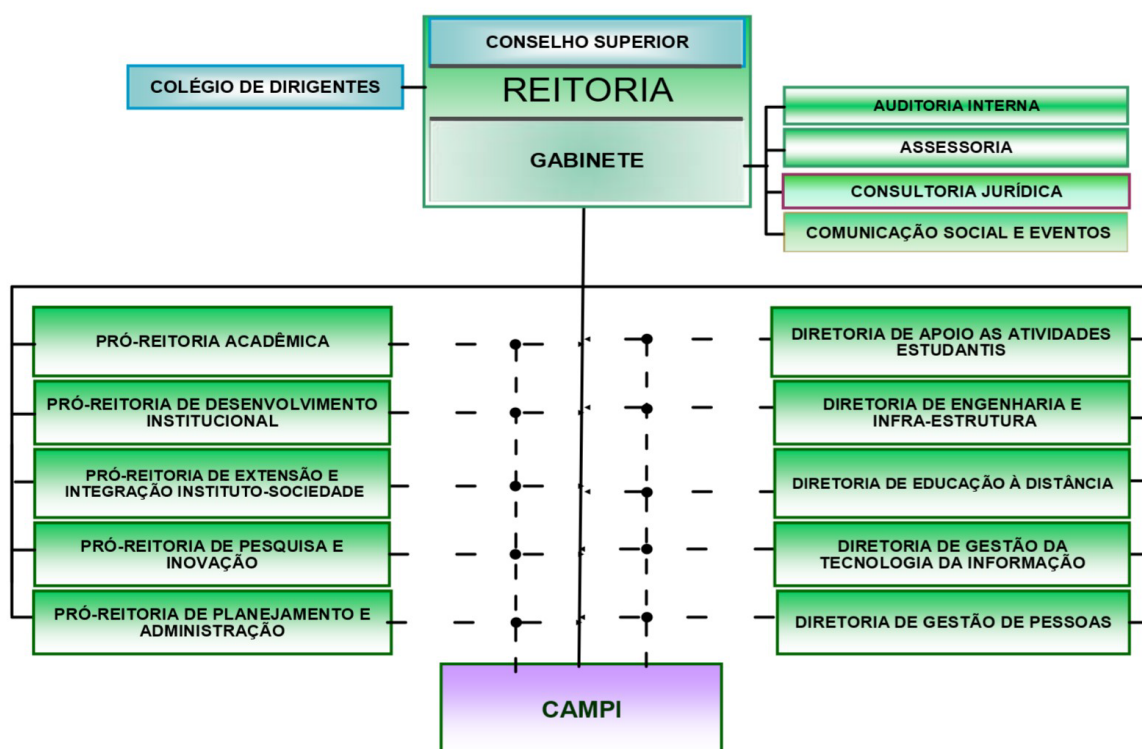 CONSELHO SUPERIOR
COLÉGIO DE DIRIGENTES
REITORIA
GABINETE
AUDITORIA INTERNA
ASSESSORIA
CONSULTORIA JURÍDICA
COMUNICAÇÃO SOCIAL E EVENTOS
PRÓ-REITORIA ACADÊMICA
PRÓ-REITORIA DE DESENVOLVIMENTO
INSTITUCIONAL
PRÓ-REITORIA DE EXTENSÃO E
INTEGRAÇÃO INSTITUTO-SOCIEDADE
PRÓ-REITORIA DE PESQUISA E
INOVAÇÃO
PRÓ-REITORIA DE PLANEJAMENTO E
ADMINISTRAÇÃO
DIRETORIA DE APOIO AS ATIVIDADES
ESTUDANTIS
DIRETORIA DE ENGENHARIA E
INFRA-ESTRUTURA
DIRETORIA DE EDUCAÇÃO À DISTÂNCIA
DIRETORIA DE GESTÃO DA
TECNOLOGIA DA INFORMAÇÃO
DIRETORIA DE GESTÃO DE PESSOAS
CAMPI